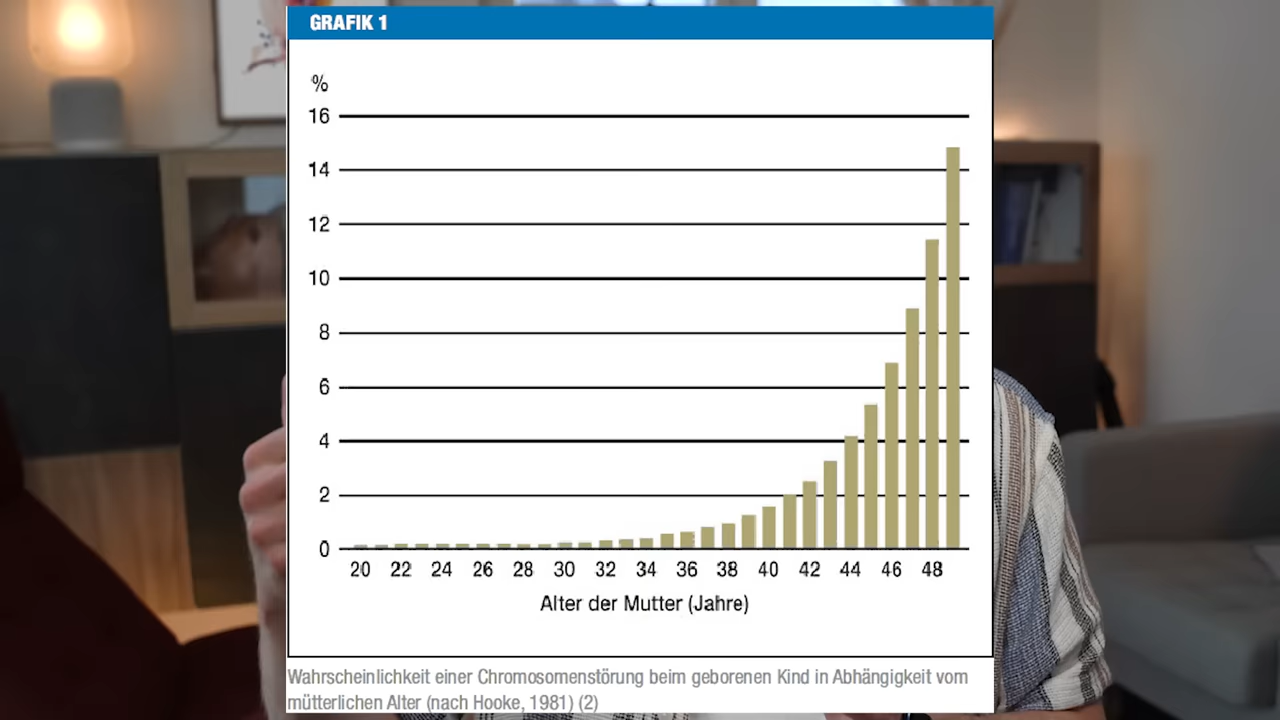 GRAFIK 1
%
16
14
12
10
8
6
4
2
0
20 22 24 26 28 30 32 34 36 38 40 42 44 46 48
Alter der Mutter (Jahre)
Wahrscheinlichkeit einer Chromosomenstörung beim geborenen Kind in Abhängigkeit vom
mütterlichen Alter (nach Hooke, 1981) (2)